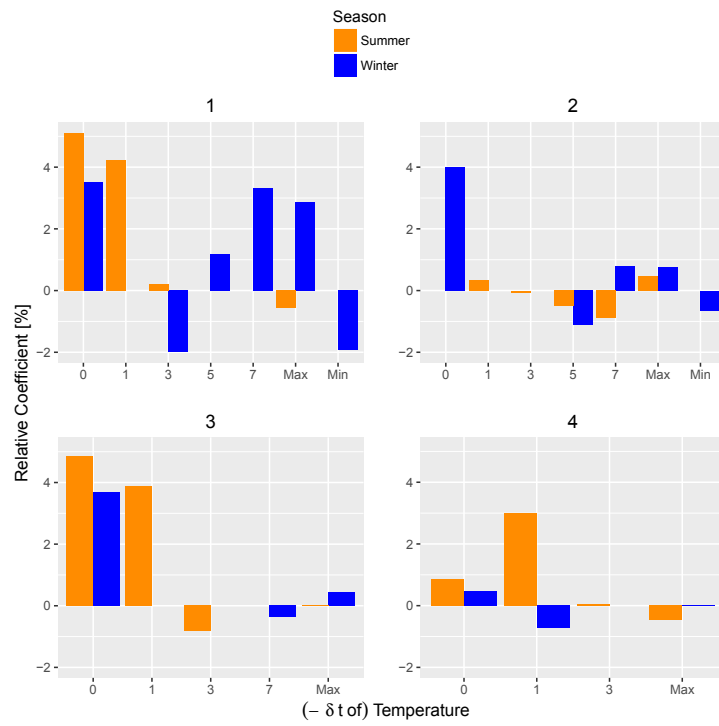 Season
Summer
Winter
1
2
4
2
0
−2
0 1 3 5 7 Max Min
4
2
0
−2
0 1 3 5 7 Max Min
Relative Coefficient [%]
3
4
4
2
0
−2
0 1 3 7 Max
4
2
0
−2
0 1 3 Max
(− δ t of) Temperature